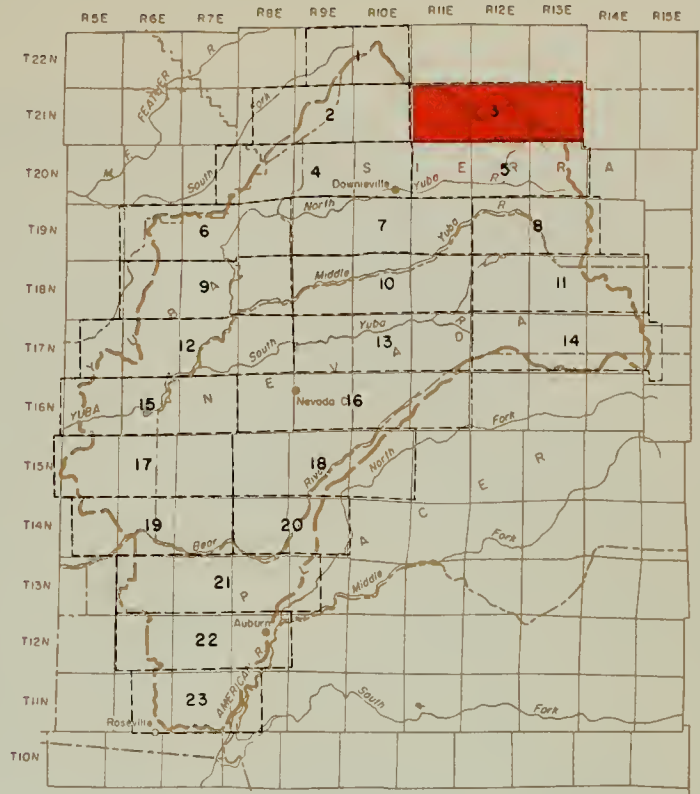 R5E R6E R7E R8E R9E R10E R11E R12E R13E R14E R15E
T22N
FEATHER R
M F
T21N
South Fork
2
3
T20N
4
5
S I E R R A
Downieville
Yuba R
T19N
North Yuba R
6
7
8
T18N
9
Middle
10
11
Y U B A
T17N
12
South Yuba R
13
14
N E V A D A
T16N
YUBA
15
Nevada C
16
Fork
T15N
17
18
River
North
T14N
19
Bear
20
Fork
P L A C E R
T13N
21
Middle
T12N
22
Auburn
AMERICAN R
T11N
23
Roseville
South Fork
T10N